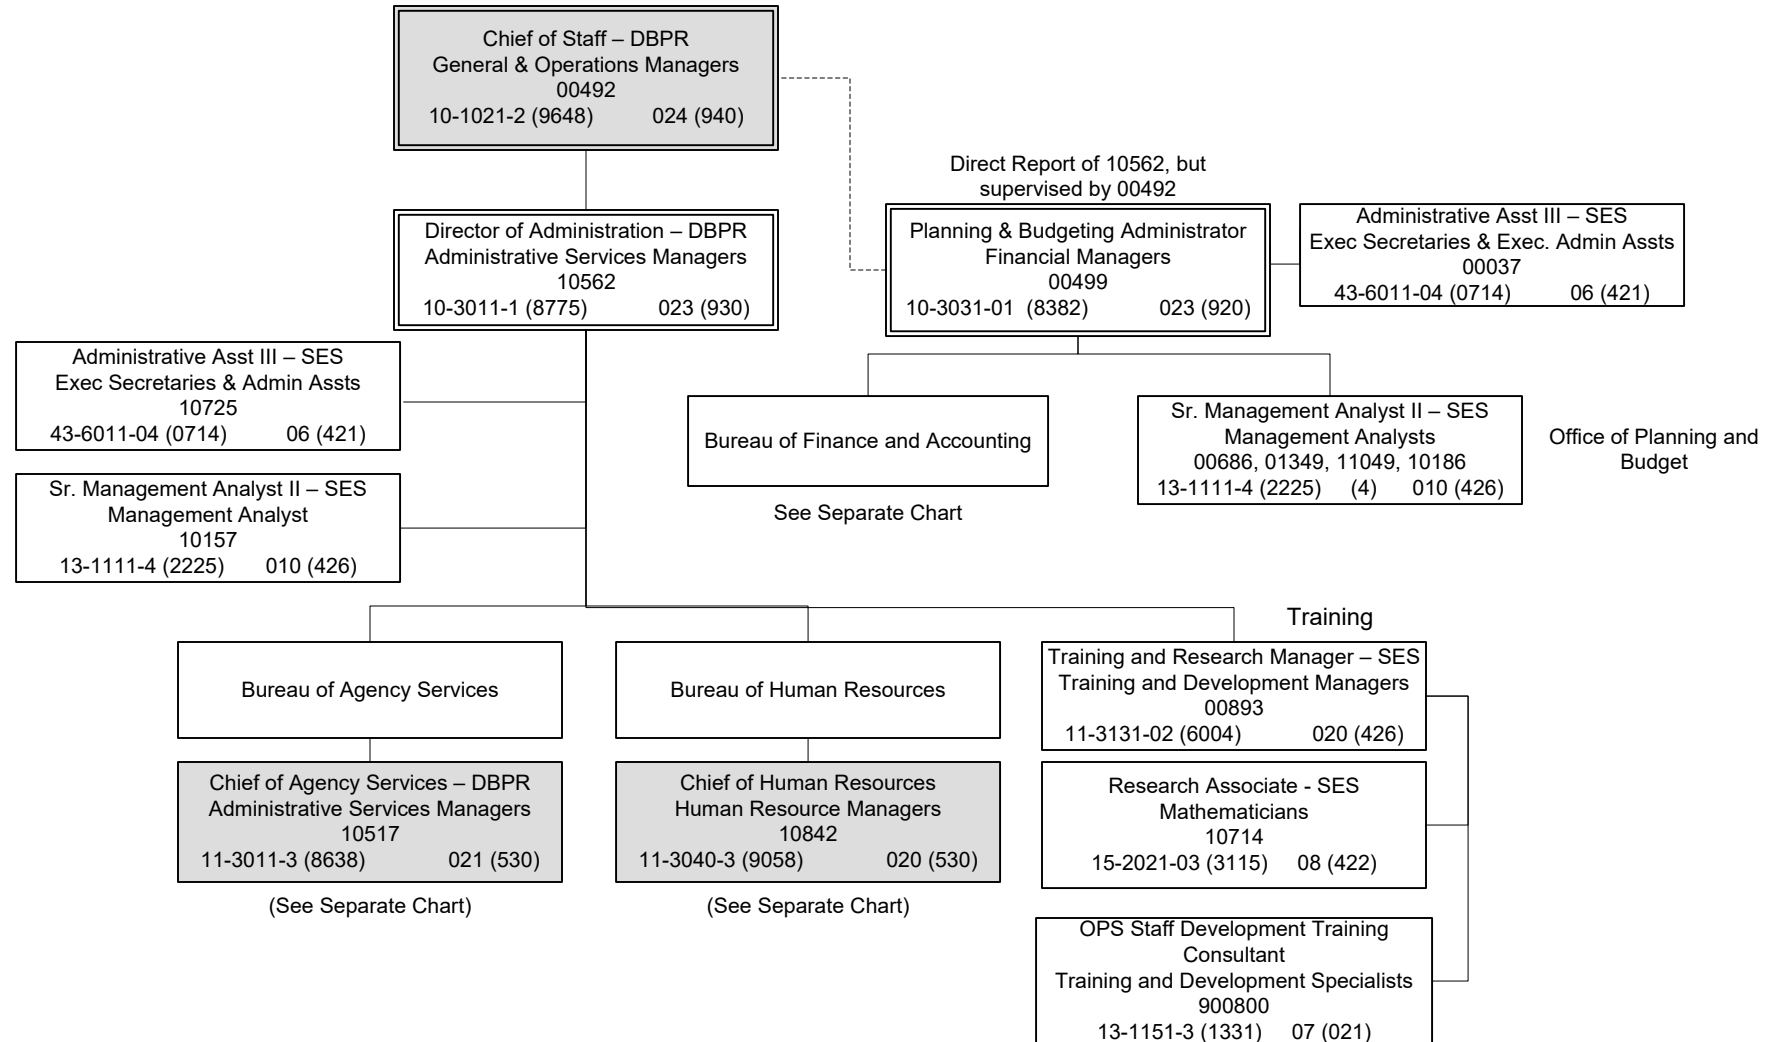 Chief of Staff – DBPR
General & Operations Managers
00492
10-1021-2 (9648) 024 (940)
Direct Report of 10562, but
supervised by 00492
Director of Administration – DBPR
Administrative Services Managers
10562
10-3011-1 (8775) 023 (930)
Planning & Budgeting Administrator
Financial Managers
00499
10-3031-01 (8382) 023 (920)
Administrative Asst III – SES
Exec Secretaries & Exec. Admin Assts
00037
43-6011-04 (0714) 06 (421)
Administrative Asst III – SES
Exec Secretaries & Admin Assts
10725
43-6011-04 (0714) 06 (421)
Bureau of Finance and Accounting
See Separate Chart
Sr. Management Analyst II – SES
Management Analysts
00686, 01349, 11049, 10186
13-1111-4 (2225) (4) 010 (426)
Office of Planning and
Budget
Sr. Management Analyst II – SES
Management Analyst
10157
13-1111-4 (2225) 010 (426)
Training
Bureau of Agency Services
Bureau of Human Resources
Training and Research Manager – SES
Training and Development Managers
00893
11-3131-02 (6004) 020 (426)
Chief of Agency Services – DBPR
Administrative Services Managers
10517
11-3011-3 (8638) 021 (530)
(See Separate Chart)
Chief of Human Resources
Human Resource Managers
10842
11-3040-3 (9058) 020 (530)
(See Separate Chart)
Research Associate - SES
Mathematicians
10714
15-2021-03 (3115) 08 (422)
OPS Staff Development Training
Consultant
Training and Development Specialists
900800
13-1151-3 (1331) 07 (021)